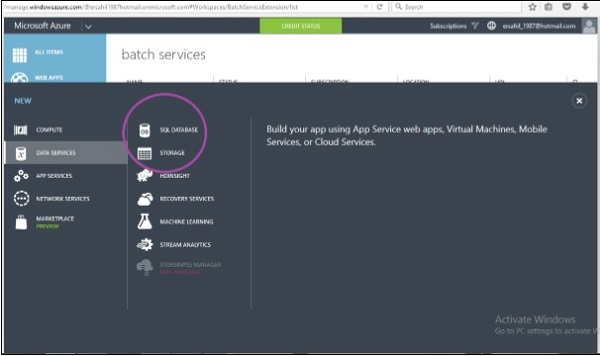 /manage.windowsazure.com/@ersahil1987hotmail.onmicrosoft.com#Workspaces/BatchServiceExtension/list
Search
Microsoft Azure
CREDIT STATUS
Subscriptions
ersahil_1987@hotmail.com
ALL ITEMS
batch services
WEB APPS
NAME STATUS SUBSCRIPTION LOCATION URL
NEW
COMPUTE
DATA SERVICES
APP SERVICES
NETWORK SERVICES
MARKETPLACE
PREVIEW
SQL DATABASE
STORAGE
HDINSIGHT
RECOVERY SERVICES
MACHINE LEARNING
STREAM ANALYTICS
STORSIMPLE MANAGER
NOT AVAILABLE
Build your app using App Service web apps, Virtual Machines, Mobile
Services, or Cloud Services.
Activate Windows
Go to PC settings to activate W